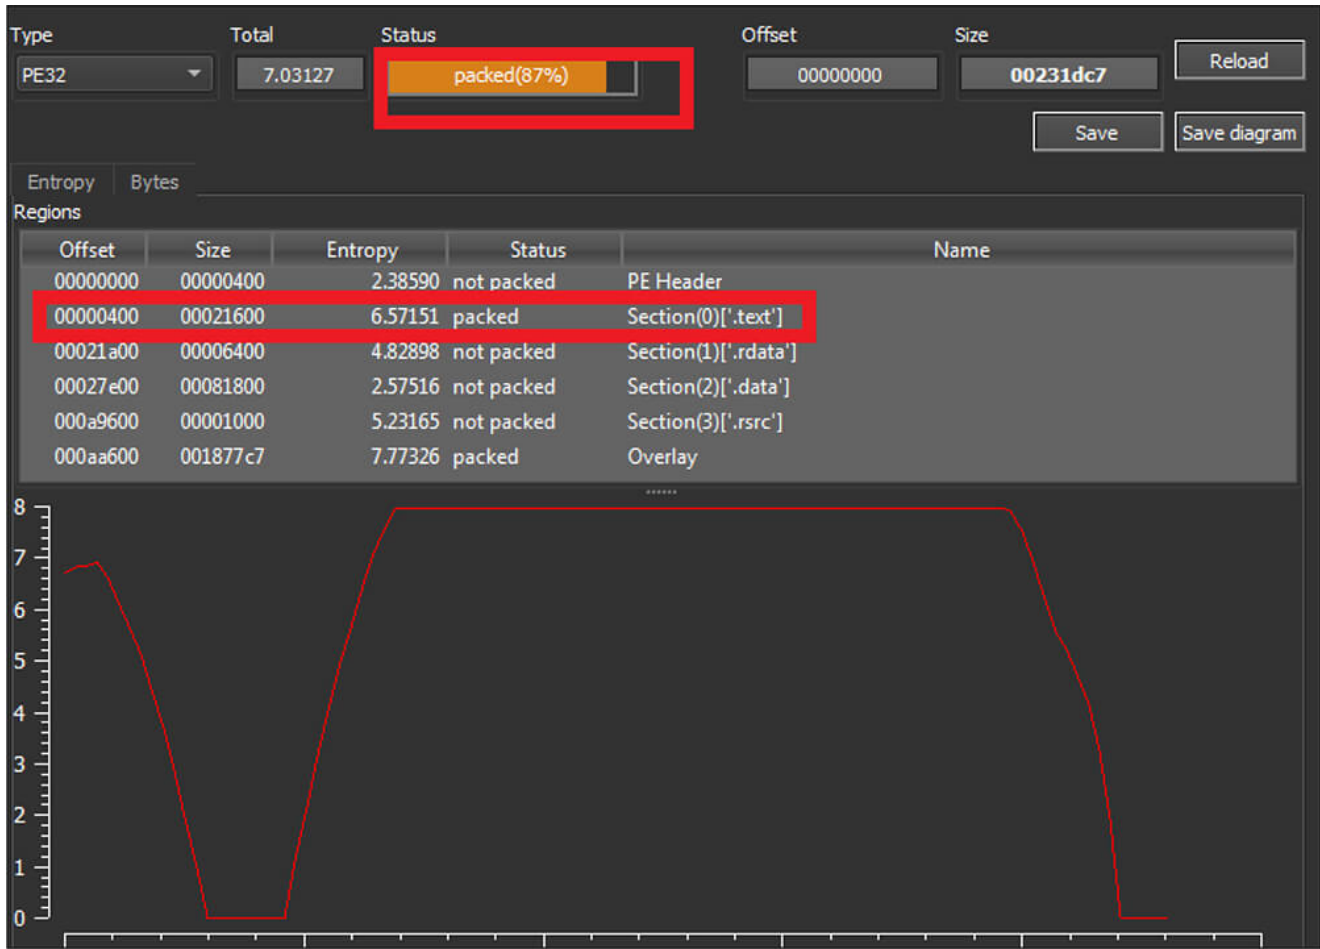 Type Total Status Offset Size
PE32 7.03127 packed(87%) 00000000 00231dc7 Reload
Save Save diagram
Entropy Bytes
Regions
Offset Size Entropy Status Name
00000000 00000400 2.38590 not packed PE Header
00000400 00021600 6.57151 packed Section(0)['.text']
00021a00 00006400 4.82898 not packed Section(1)['.rdata']
00027e00 00081800 2.57516 not packed Section(2)['.data']
000a9600 00001000 5.23165 not packed Section(3)['.rsrc']
000aa600 001877c7 7.77326 packed Overlay
8
7
6
5
4
3
2
1
0